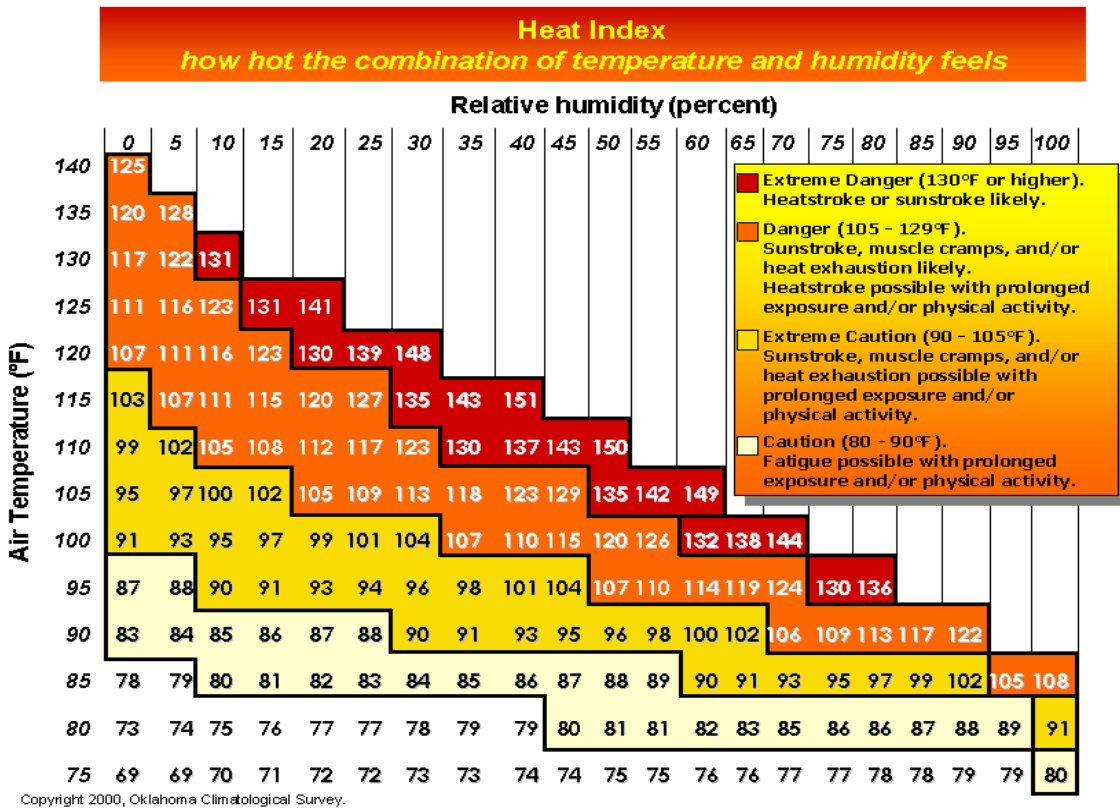 Heat Index
how hot the combination of temperature and humidity feels
Relative humidity (percent)
0 5 10 15 20 25 30 35 40 45 50 55 60 65 70 75 80 85 90 95 100
Air Temperature (°F)
140 125
135 120 128
130 117 122 131
125 111 116 123 131 141
120 107 111 116 123 130 139 148
115 103 107 111 115 120 127 135 143 151
110 99 102 105 108 112 117 123 130 137 143 150
105 95 97 100 102 105 109 113 118 123 129 135 142 149
100 91 93 95 97 99 101 104 107 110 115 120 126 132 138 144
95 87 88 90 91 93 94 96 98 101 104 107 110 114 119 124 130 136
90 83 84 85 86 87 88 90 91 93 95 96 98 100 102 106 109 113 117 122
85 78 79 80 81 82 83 84 85 86 87 88 89 90 91 93 95 97 99 102 105 108
80 73 74 75 76 77 77 78 79 79 80 81 81 82 83 85 86 86 87 88 89 91
75 69 69 70 71 72 72 73 73 74 74 75 75 76 76 77 77 78 78 79 79 80
Extreme Danger (130°F or higher).
Heatstroke or sunstroke likely.
Danger (105 - 129°F).
Sunstroke, muscle cramps, and/or
heat exhaustion likely.
Heatstroke possible with prolonged
exposure and/or physical activity.
Extreme Caution (90 - 105°F).
Sunstroke, muscle cramps, and/or
heat exhaustion possible with
prolonged exposure and/or
physical activity.
Caution (80 - 90°F).
Fatigue possible with prolonged
exposure and/or physical activity.
Copyright 2000, Oklahoma Climatological Survey.